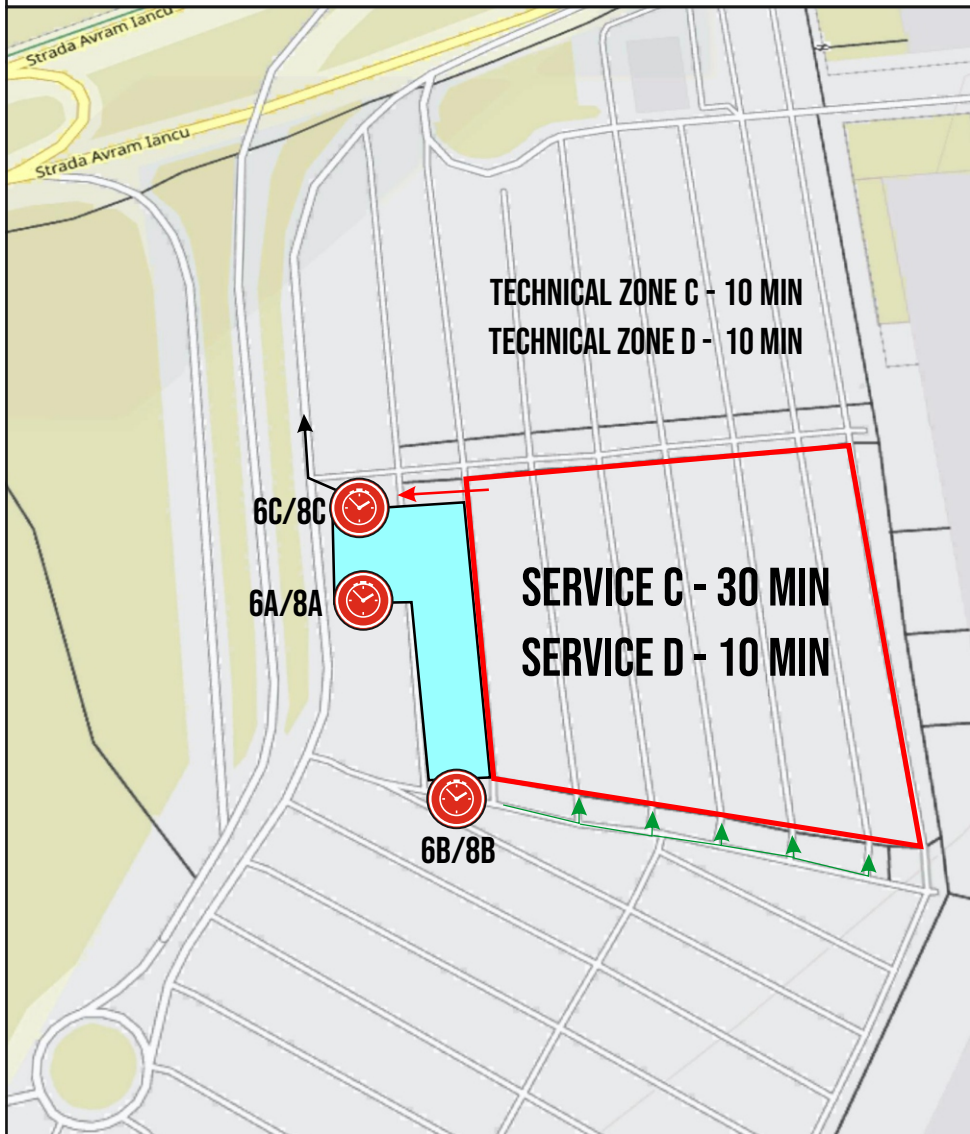 Strada Avram Iancu
Strada Avram Iancu
TECHNICAL ZONE C - 10 MIN
TECHNICAL ZONE D - 10 MIN
6C/8C
6A/8A
SERVICE C - 30 MIN
SERVICE D - 10 MIN
6B/8B